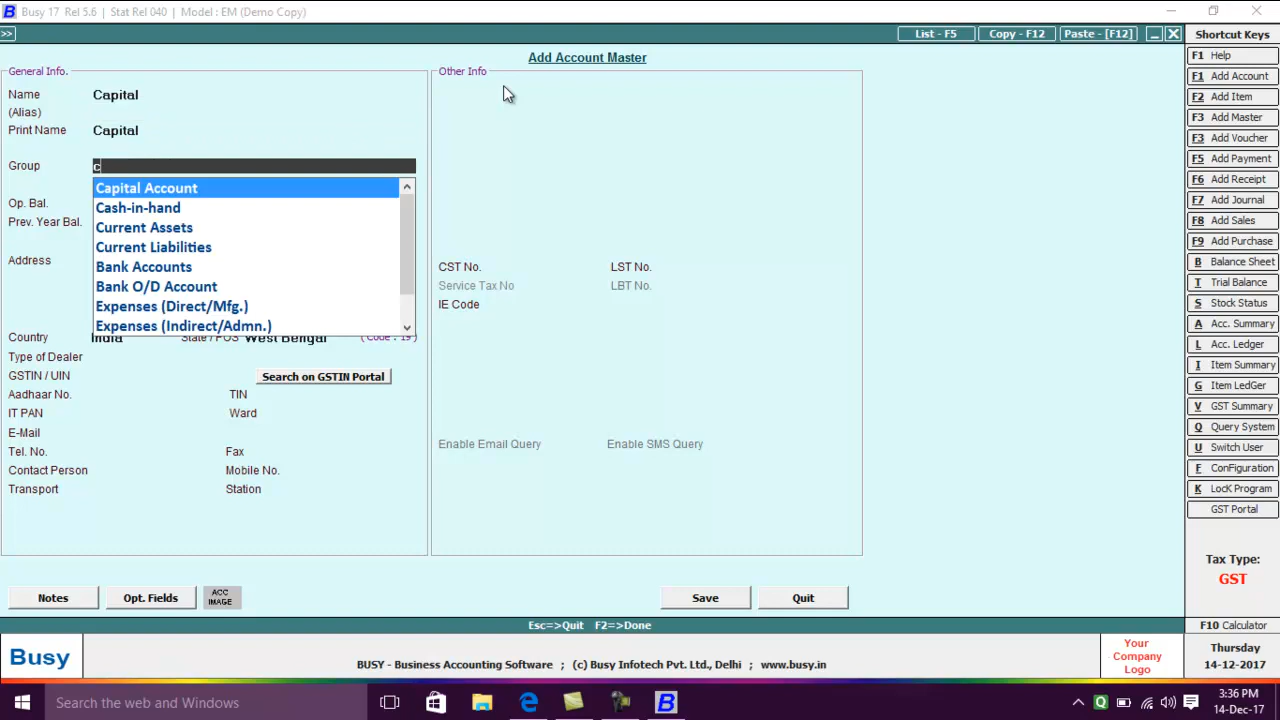 Busy 17 Rel 5.6 | Stat Rel 040 | Model : EM (Demo Copy)
>> List - F5 Copy - F12 Paste - [F12]
Add Account Master
General Info.
Name Capital
(Alias)
Print Name Capital
Group c
Capital Account
Cash-in-hand
Current Assets
Current Liabilities
Bank Accounts
Bank O/D Account
Expenses (Direct/Mfg.)
Expenses (Indirect/Admn.)
Op. Bal.
Prev. Year Bal.
Address
Country India State / POS West Bengal ( Code : 19 )
Type of Dealer
GSTIN / UIN Search on GSTIN Portal
Aadhaar No. TIN
IT PAN Ward
E-Mail
Tel. No. Fax
Contact Person Mobile No.
Transport Station
Other Info
CST No. LST No.
Service Tax No LBT No.
IE Code
Enable Email Query Enable SMS Query
Notes Opt. Fields ACC IMAGE Save Quit
Esc=>Quit F2=>Done
Shortcut Keys
F1 Help
F1 Add Account
F2 Add Item
F3 Add Master
F3 Add Voucher
F5 Add Payment
F6 Add Receipt
F7 Add Journal
F8 Add Sales
F9 Add Purchase
B Balance Sheet
T Trial Balance
S Stock Status
A Acc. Summary
L Acc. Ledger
I Item Summary
G Item LedGer
V GST Summary
Q Query System
U Switch User
F ConFiguration
K LocK Program
GST Portal
Tax Type:
GST
F10 Calculator
Busy
BUSY - Business Accounting Software ; (c) Busy Infotech Pvt. Ltd., Delhi ; www.busy.in
Your
Company
Logo
Thursday
14-12-2017
Search the web and Windows
3:36 PM
14-Dec-17